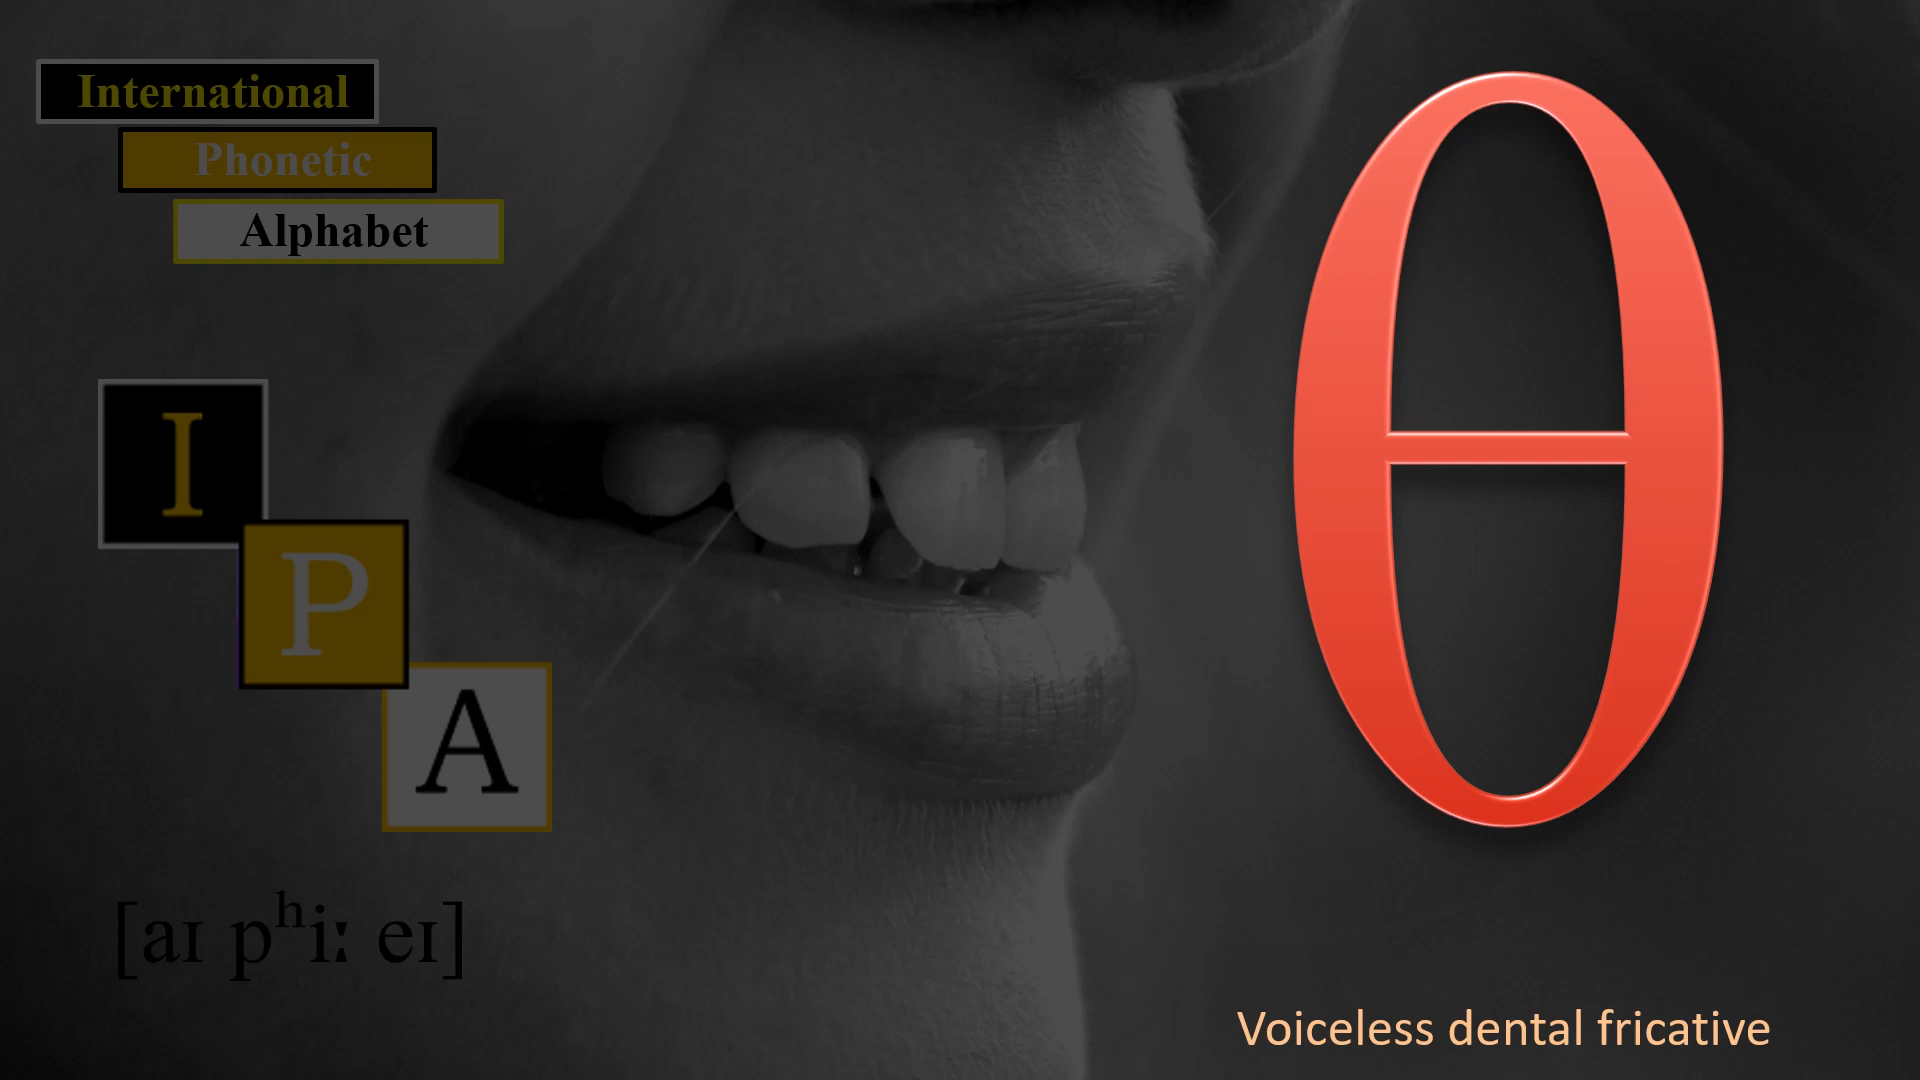 International
Phonetic
Alphabet
I
P
A
[aɪ pʰiː eɪ]
θ
Voiceless dental fricative